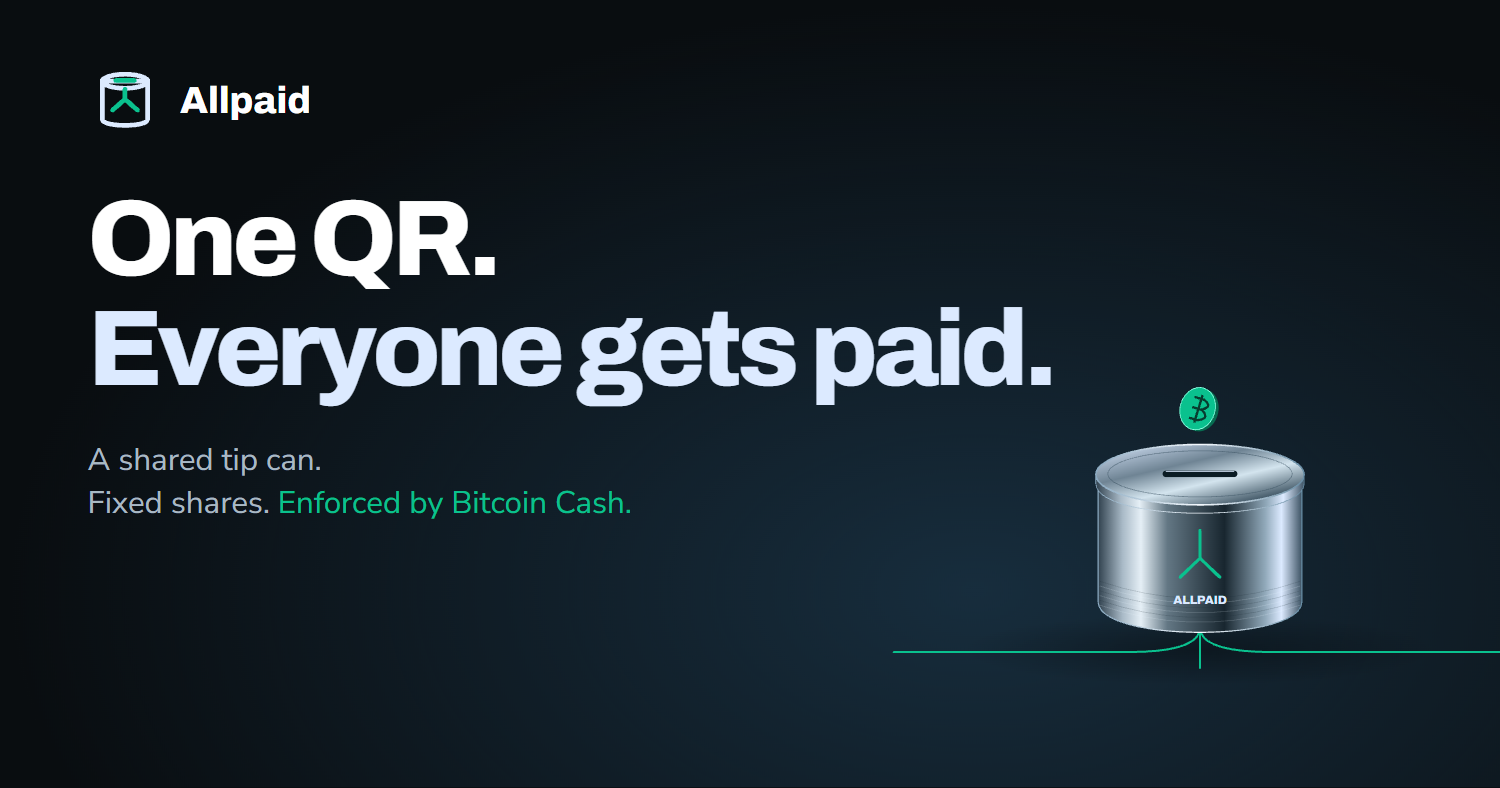 Allpaid
One QR.
Everyone gets paid.
A shared tip can.
Fixed shares. Enforced by Bitcoin Cash.
ALLPAID